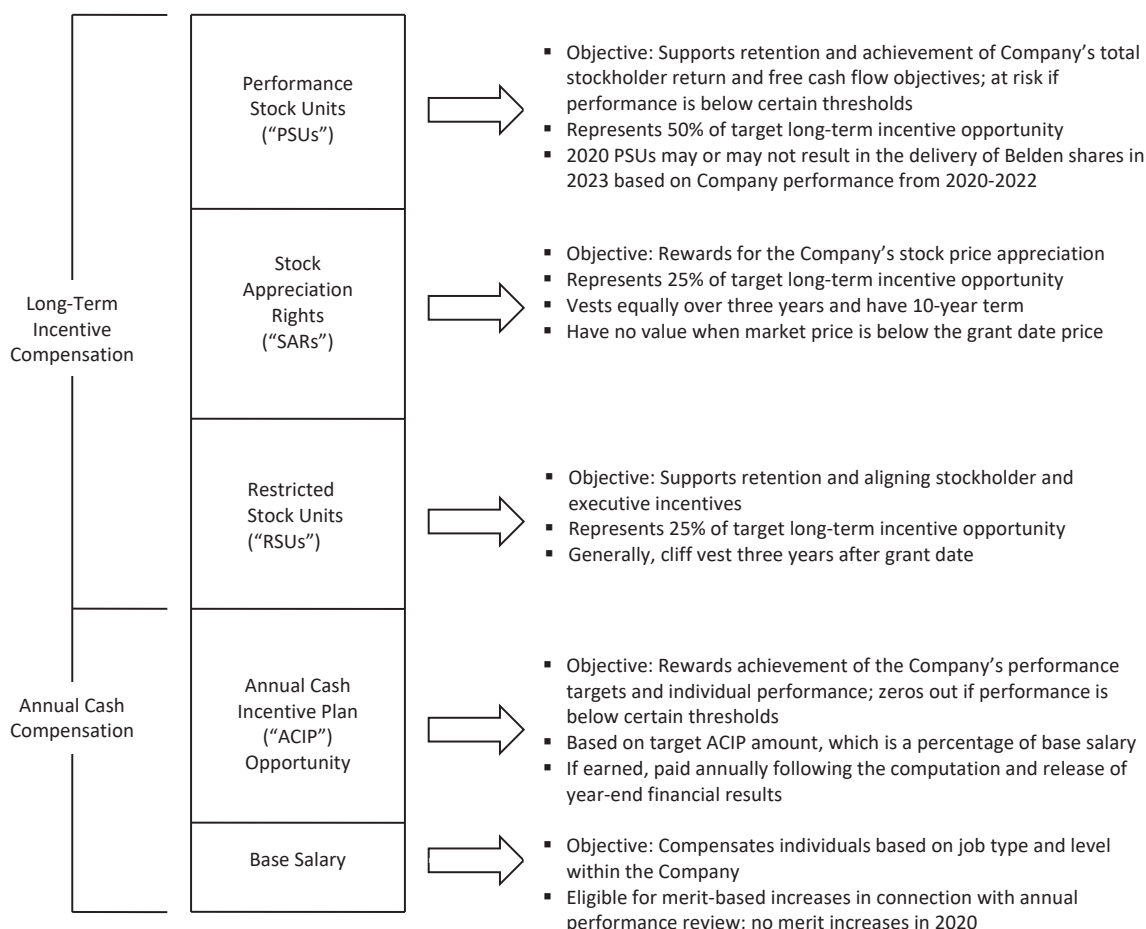 Long-Term
Incentive
Compensation
Performance
Stock Units
(“PSUs”)
▪ Objective: Supports retention and achievement of Company’s total
stockholder return and free cash flow objectives; at risk if
performance is below certain thresholds
▪ Represents 50% of target long-term incentive opportunity
▪ 2020 PSUs may or may not result in the delivery of Belden shares in
2023 based on Company performance from 2020-2022
Stock
Appreciation
Rights
(“SARs”)
▪ Objective: Rewards for the Company’s stock price appreciation
▪ Represents 25% of target long-term incentive opportunity
▪ Vests equally over three years and have 10-year term
▪ Have no value when market price is below the grant date price
Restricted
Stock Units
(“RSUs”)
▪ Objective: Supports retention and aligning stockholder and
executive incentives
▪ Represents 25% of target long-term incentive opportunity
▪ Generally, cliff vest three years after grant date
Annual Cash
Compensation
Annual Cash
Incentive Plan
(“ACIP”)
Opportunity
▪ Objective: Rewards achievement of the Company’s performance
targets and individual performance; zeros out if performance is
below certain thresholds
▪ Based on target ACIP amount, which is a percentage of base salary
▪ If earned, paid annually following the computation and release of
year-end financial results
Base Salary
▪ Objective: Compensates individuals based on job type and level
within the Company
▪ Eligible for merit-based increases in connection with annual
performance review; no merit increases in 2020